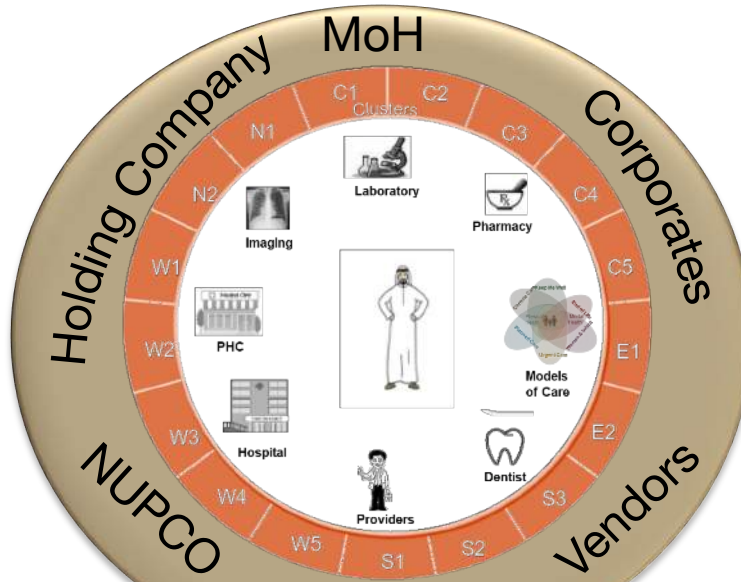 MoH
Holding Company
Corporates
NUPCO
Vendors
Clusters
C1
C2
C3
C4
C5
E1
E2
S3
S2
S1
W5
W4
W3
W2
W1
N2
N1
Laboratory
Pharmacy
Models
of Care
Dentist
Providers
Hospital
PHC
Imaging